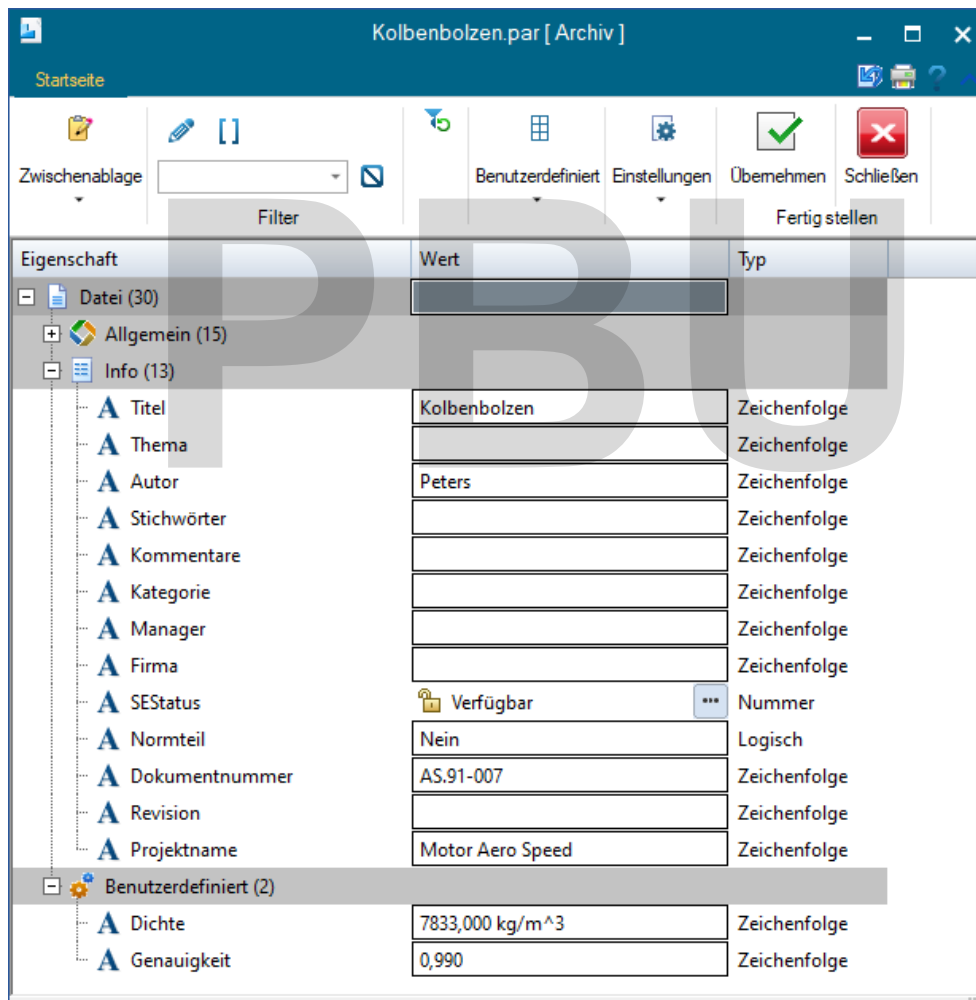 Kolbenbolzen.par [ Archiv ]
Startseite
Zwischenablage
Filter
Benutzerdefiniert
Einstellungen
Übernehmen
Schließen
Fertig stellen
PBU
Eigenschaft Wert Typ
Datei (30)
Allgemein (15)
Info (13)
Titel Kolbenbolzen Zeichenfolge
Thema Zeichenfolge
Autor Peters Zeichenfolge
Stichwörter Zeichenfolge
Kommentare Zeichenfolge
Kategorie Zeichenfolge
Manager Zeichenfolge
Firma Zeichenfolge
SEStatus Verfügbar ... Nummer
Normteil Nein Logisch
Dokumentnummer AS.91-007 Zeichenfolge
Revision Zeichenfolge
Projektname Motor Aero Speed Zeichenfolge
Benutzerdefiniert (2)
Dichte 7833,000 kg/m^3 Zeichenfolge
Genauigkeit 0,990 Zeichenfolge